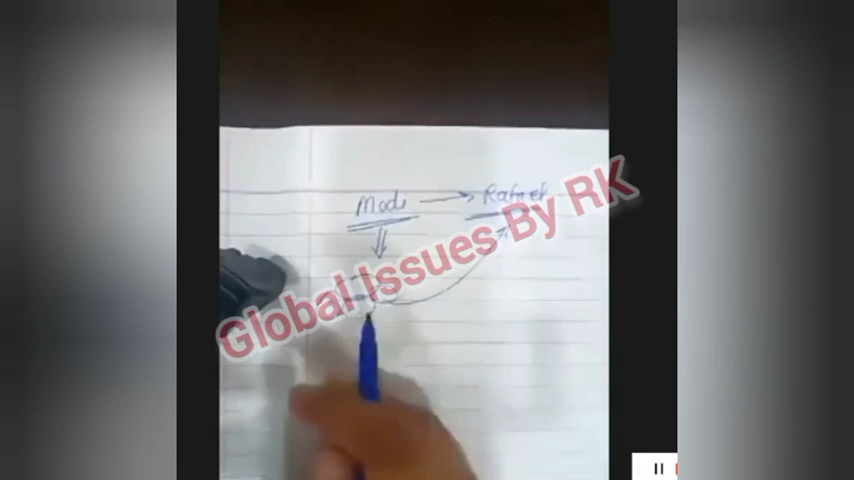 Modi → Rafael
Global Issues By RK